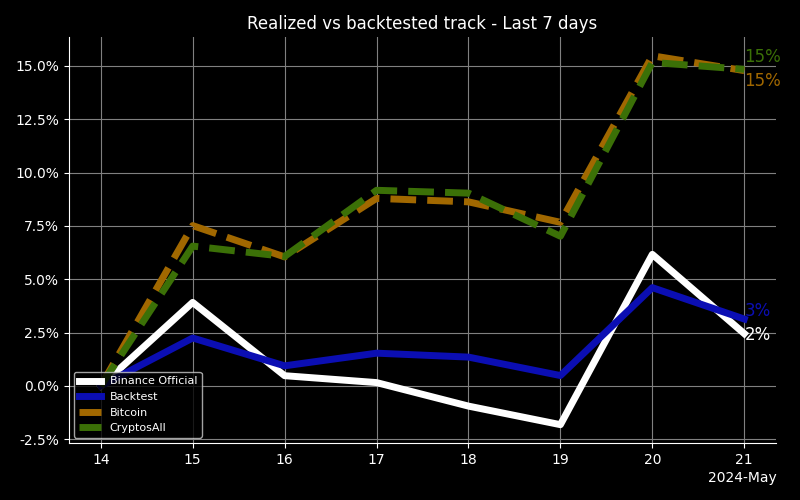 Realized vs backtested track - Last 7 days
15.0%
12.5%
10.0%
7.5%
5.0%
2.5%
0.0%
-2.5%
15%
15%
3%
2%
Binance Official
Backtest
Bitcoin
CryptosAll
14 15 16 17 18 19 20 21
2024-May